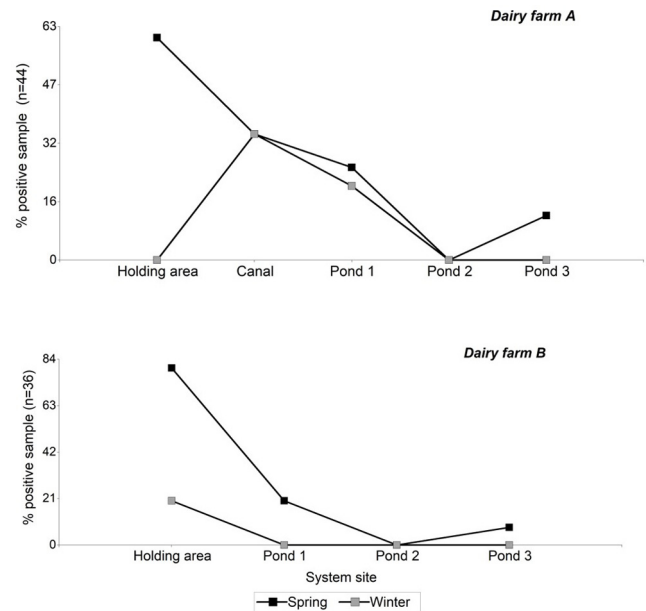 Dairy farm A
% positive sample (n=44)
63
47
32
16
0
Holding area Canal Pond 1 Pond 2 Pond 3
Dairy farm B
% positive sample (n=36)
84
63
42
21
0
Holding area Pond 1 Pond 2 Pond 3
System site
Spring Winter